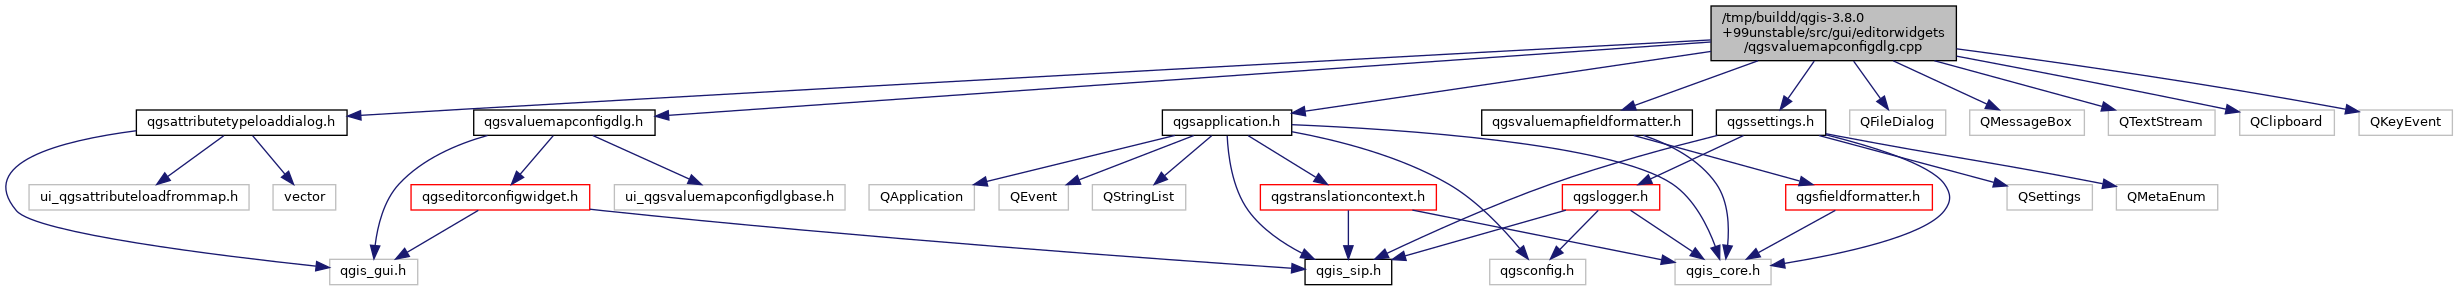 /tmp/buildd/qgis-3.8.0
+99unstable/src/gui/editorwidgets
/qgsvaluemapconfigdlg.cpp
qgsattributetypeloaddialog.h
qgsvaluemapconfigdlg.h
qgsapplication.h
qgsvaluemapfieldformatter.h
qgssettings.h
QFileDialog
QMessageBox
QTextStream
QClipboard
QKeyEvent
ui_qgsattributeloadfrommap.h
vector
qgseditorconfigwidget.h
ui_qgsvaluemapconfigdlgbase.h
QApplication
QEvent
QStringList
qgstranslationcontext.h
qgslogger.h
qgsfieldformatter.h
QSettings
QMetaEnum
qgis_gui.h
qgis_sip.h
qgsconfig.h
qgis_core.h